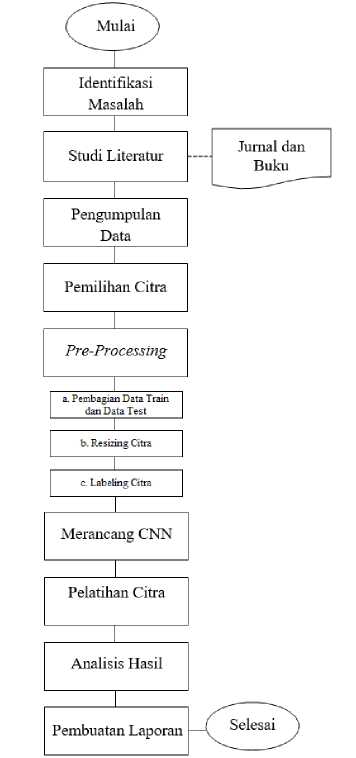 Mulai
Identifikasi
Masalah
Studi Literatur
Jurnal dan
Buku
Pengumpulan
Data
Pemilihan Citra
Pre-Processing
a. Pembagian Data Train
dan Data Test
b. Resizing Citra
c. Labeling Citra
Merancang CNN
Pelatihan Citra
Analisis Hasil
Pembuatan Laporan
Selesai